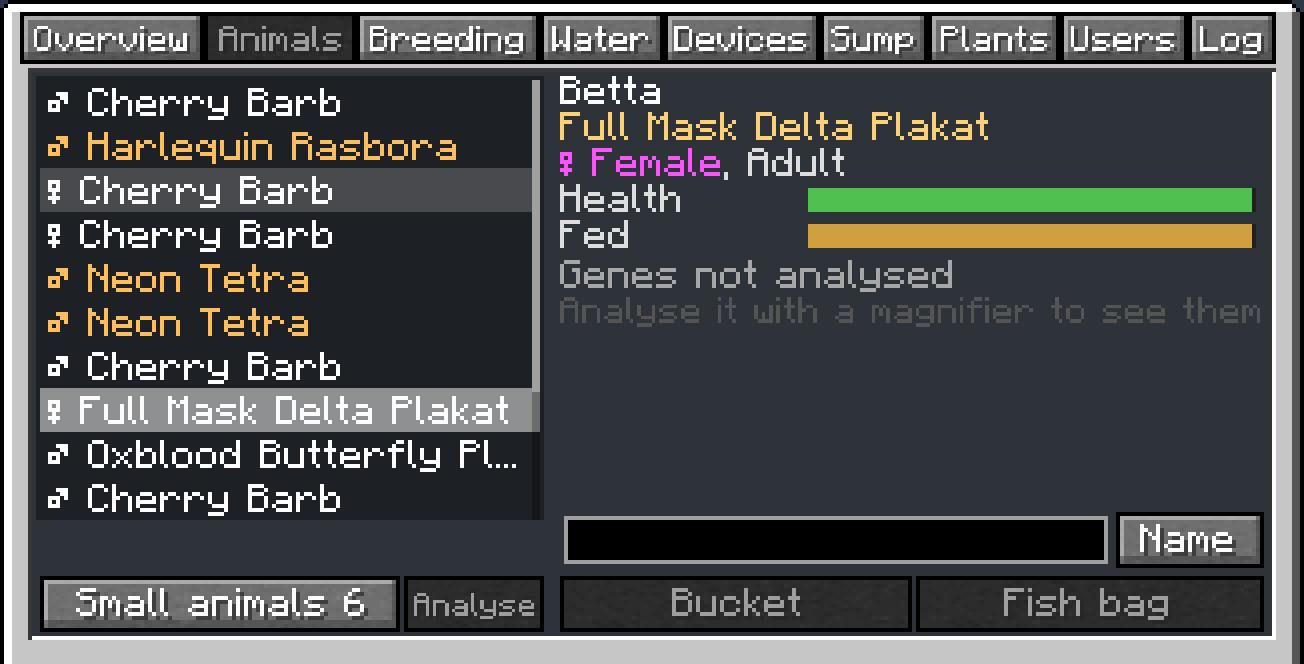 Overview Animals Breeding Water Devices Sump Plants Users Log
♂ Cherry Barb
♂ Harlequin Rasbora
♀ Cherry Barb
♀ Cherry Barb
♂ Neon Tetra
♂ Neon Tetra
♂ Cherry Barb
♀ Full Mask Delta Plakat
♂ Oxblood Butterfly Pl...
♂ Cherry Barb
Small animals 6
Analyse
Betta
Full Mask Delta Plakat
♀ Female, Adult
Health
Fed
Genes not analysed
Analyse it with a magnifier to see them
Name
Bucket
Fish bag